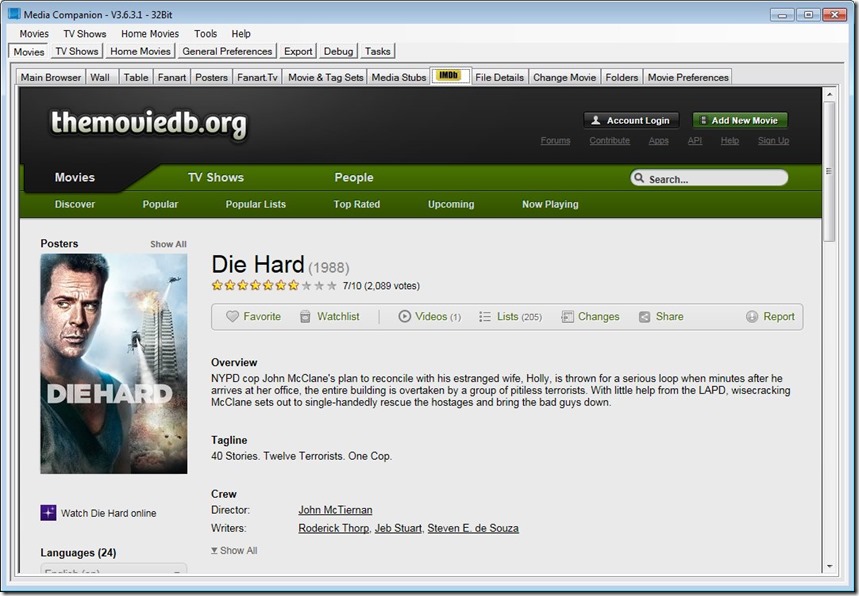 Media Companion - V3.6.3.1 - 32Bit
Movies TV Shows Home Movies Tools Help
Movies TV Shows Home Movies General Preferences Export Debug Tasks
Main Browser Wall Table Fanart Posters Fanart.Tv Movie & Tag Sets Media Stubs IMDb File Details Change Movie Folders Movie Preferences
themoviedb.org
Account Login Add New Movie
Forums Contribute Apps API Help Sign Up
Movies TV Shows People
Search...
Discover Popular Popular Lists Top Rated Upcoming Now Playing
Posters Show All
DIE HARD
Die Hard (1988)
7/10 (2,089 votes)
Favorite Watchlist Videos (1) Lists (205) Changes Share Report
Overview
NYPD cop John McClane's plan to reconcile with his estranged wife, Holly, is thrown for a serious loop when minutes after he
arrives at her office, the entire building is overtaken by a group of pitiless terrorists. With little help from the LAPD, wisecracking
McClane sets out to single-handedly rescue the hostages and bring the bad guys down.
Tagline
40 Stories. Twelve Terrorists. One Cop.
Crew
Director: John McTiernan
Writers: Roderick Thorp, Jeb Stuart, Steven E. de Souza
Show All
Watch Die Hard online
Languages (24)
English (en)